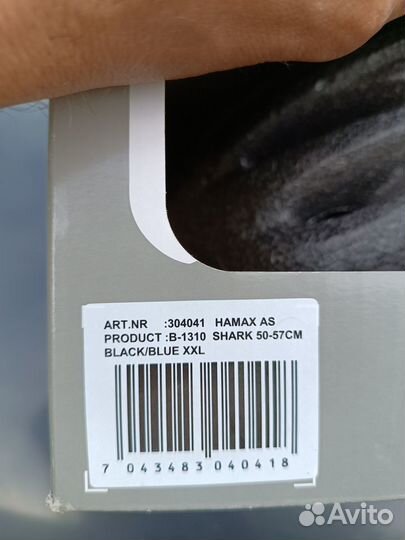 ART.NR :304041 HAMAX AS
PRODUCT :B-1310 SHARK 50-57CM
BLACK/BLUE XXL
7 043483 040418
Avito